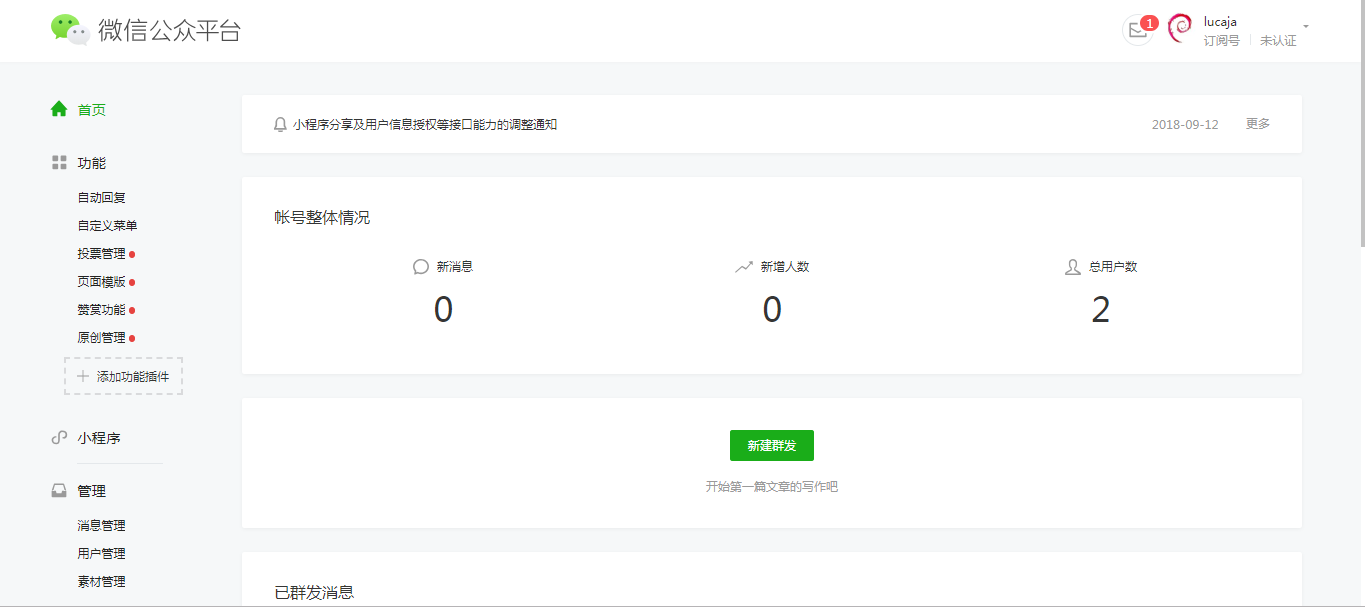 微信公众平台
1
lucaja
订阅号 未认证
首页
功能
自动回复
自定义菜单
投票管理
页面模版
赞赏功能
原创管理
添加功能插件
小程序
管理
消息管理
用户管理
素材管理
小程序分享及用户信息授权等接口能力的调整通知 2018-09-12 更多
帐号整体情况
新消息 新增人数 总用户数
0 0 2
新建群发
开始第一篇文章的写作吧
已群发消息